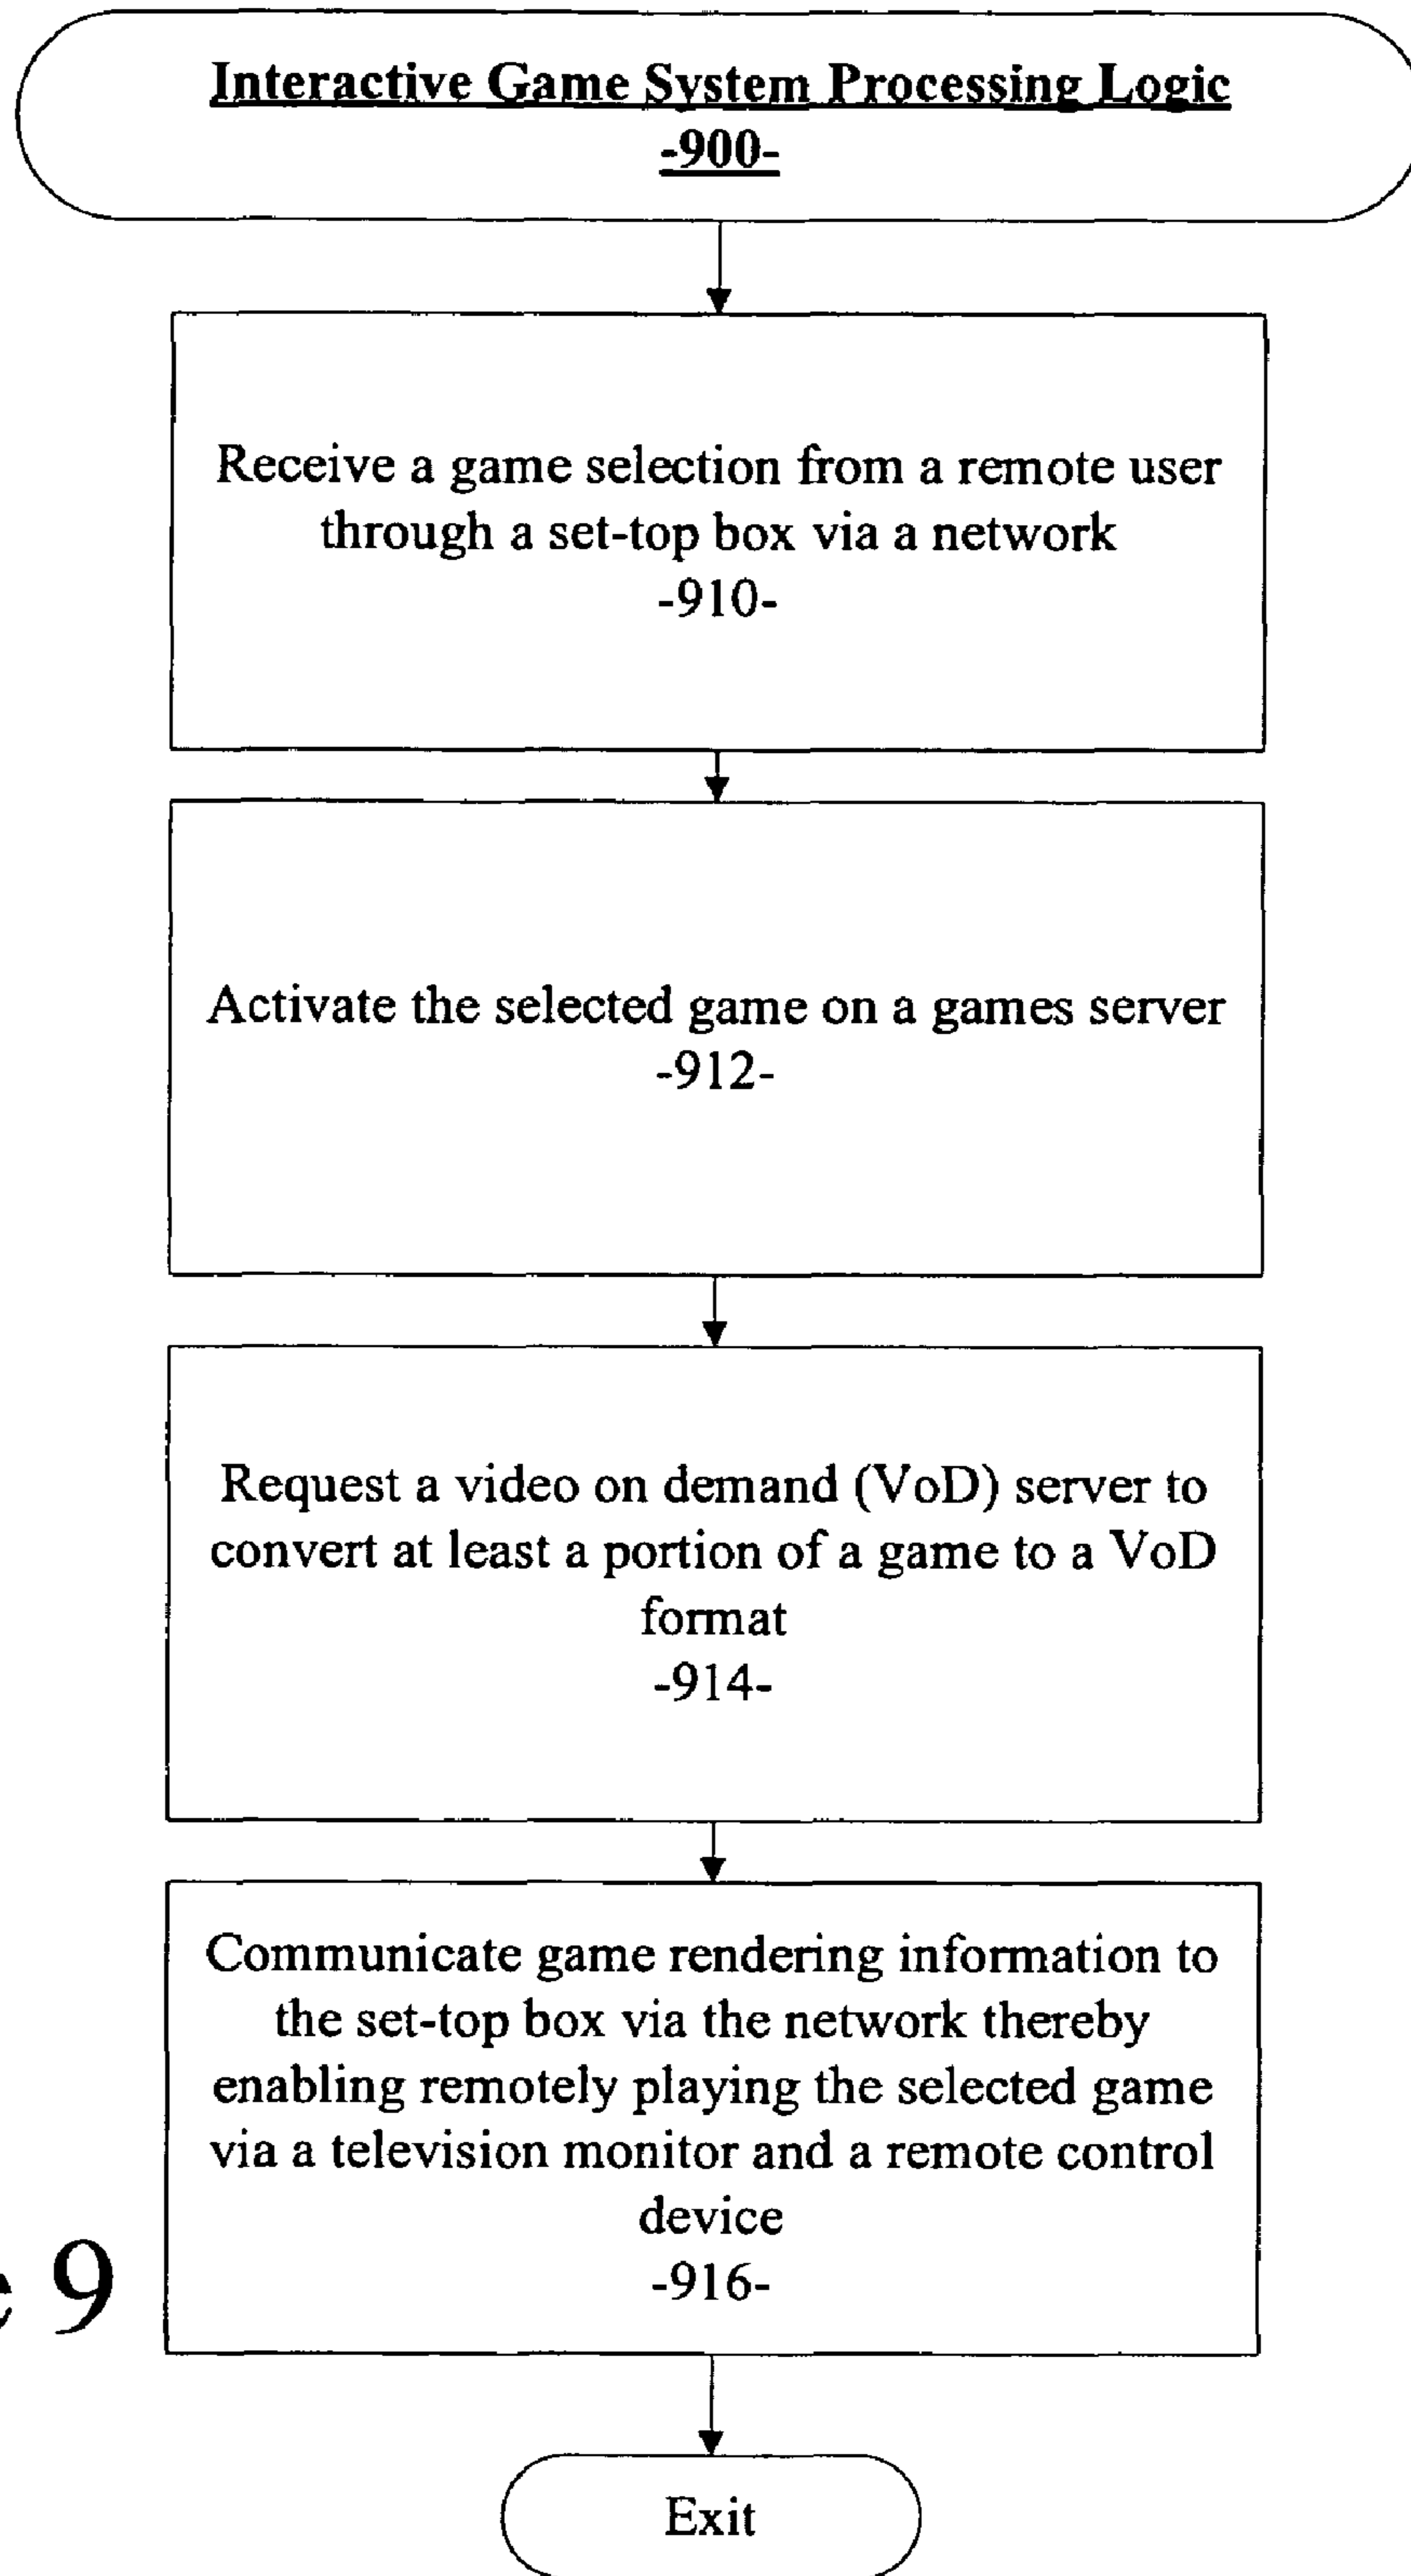 Interactive Game System Processing Logic
-900-
Receive a game selection from a remote user
through a set-top box via a network
-910-
Activate the selected game on a games server
-912-
Request a video on demand (VoD) server to
convert at least a portion of a game to a VoD
format
-914-
Communicate game rendering information to
the set-top box via the network thereby
enabling remotely playing the selected game
via a television monitor and a remote control
device
-916-
e 9
Exit